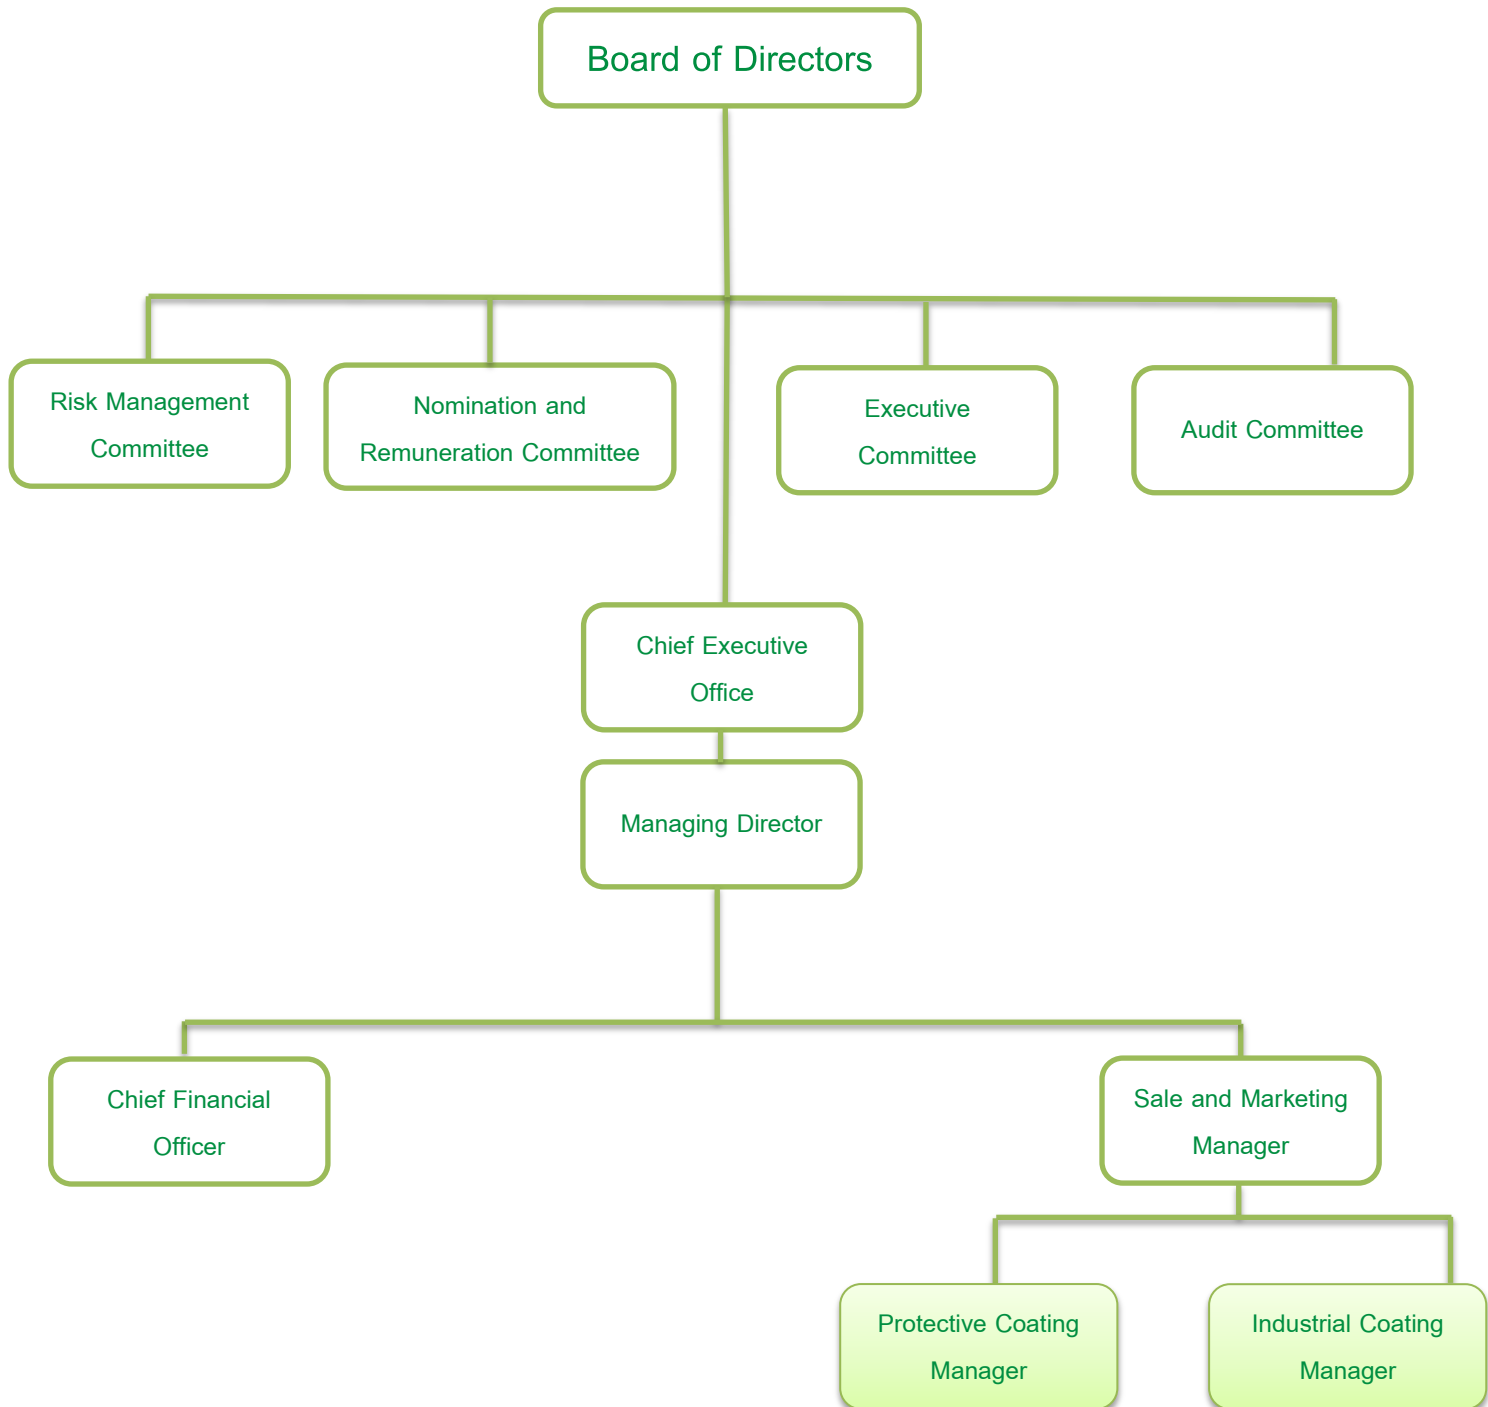 Board of Directors
Risk Management
Committee
Nomination and
Remuneration Committee
Executive
Committee
Audit Committee
Chief Executive
Office
Managing Director
Chief Financial
Officer
Sale and Marketing
Manager
Protective Coating
Manager
Industrial Coating
Manager